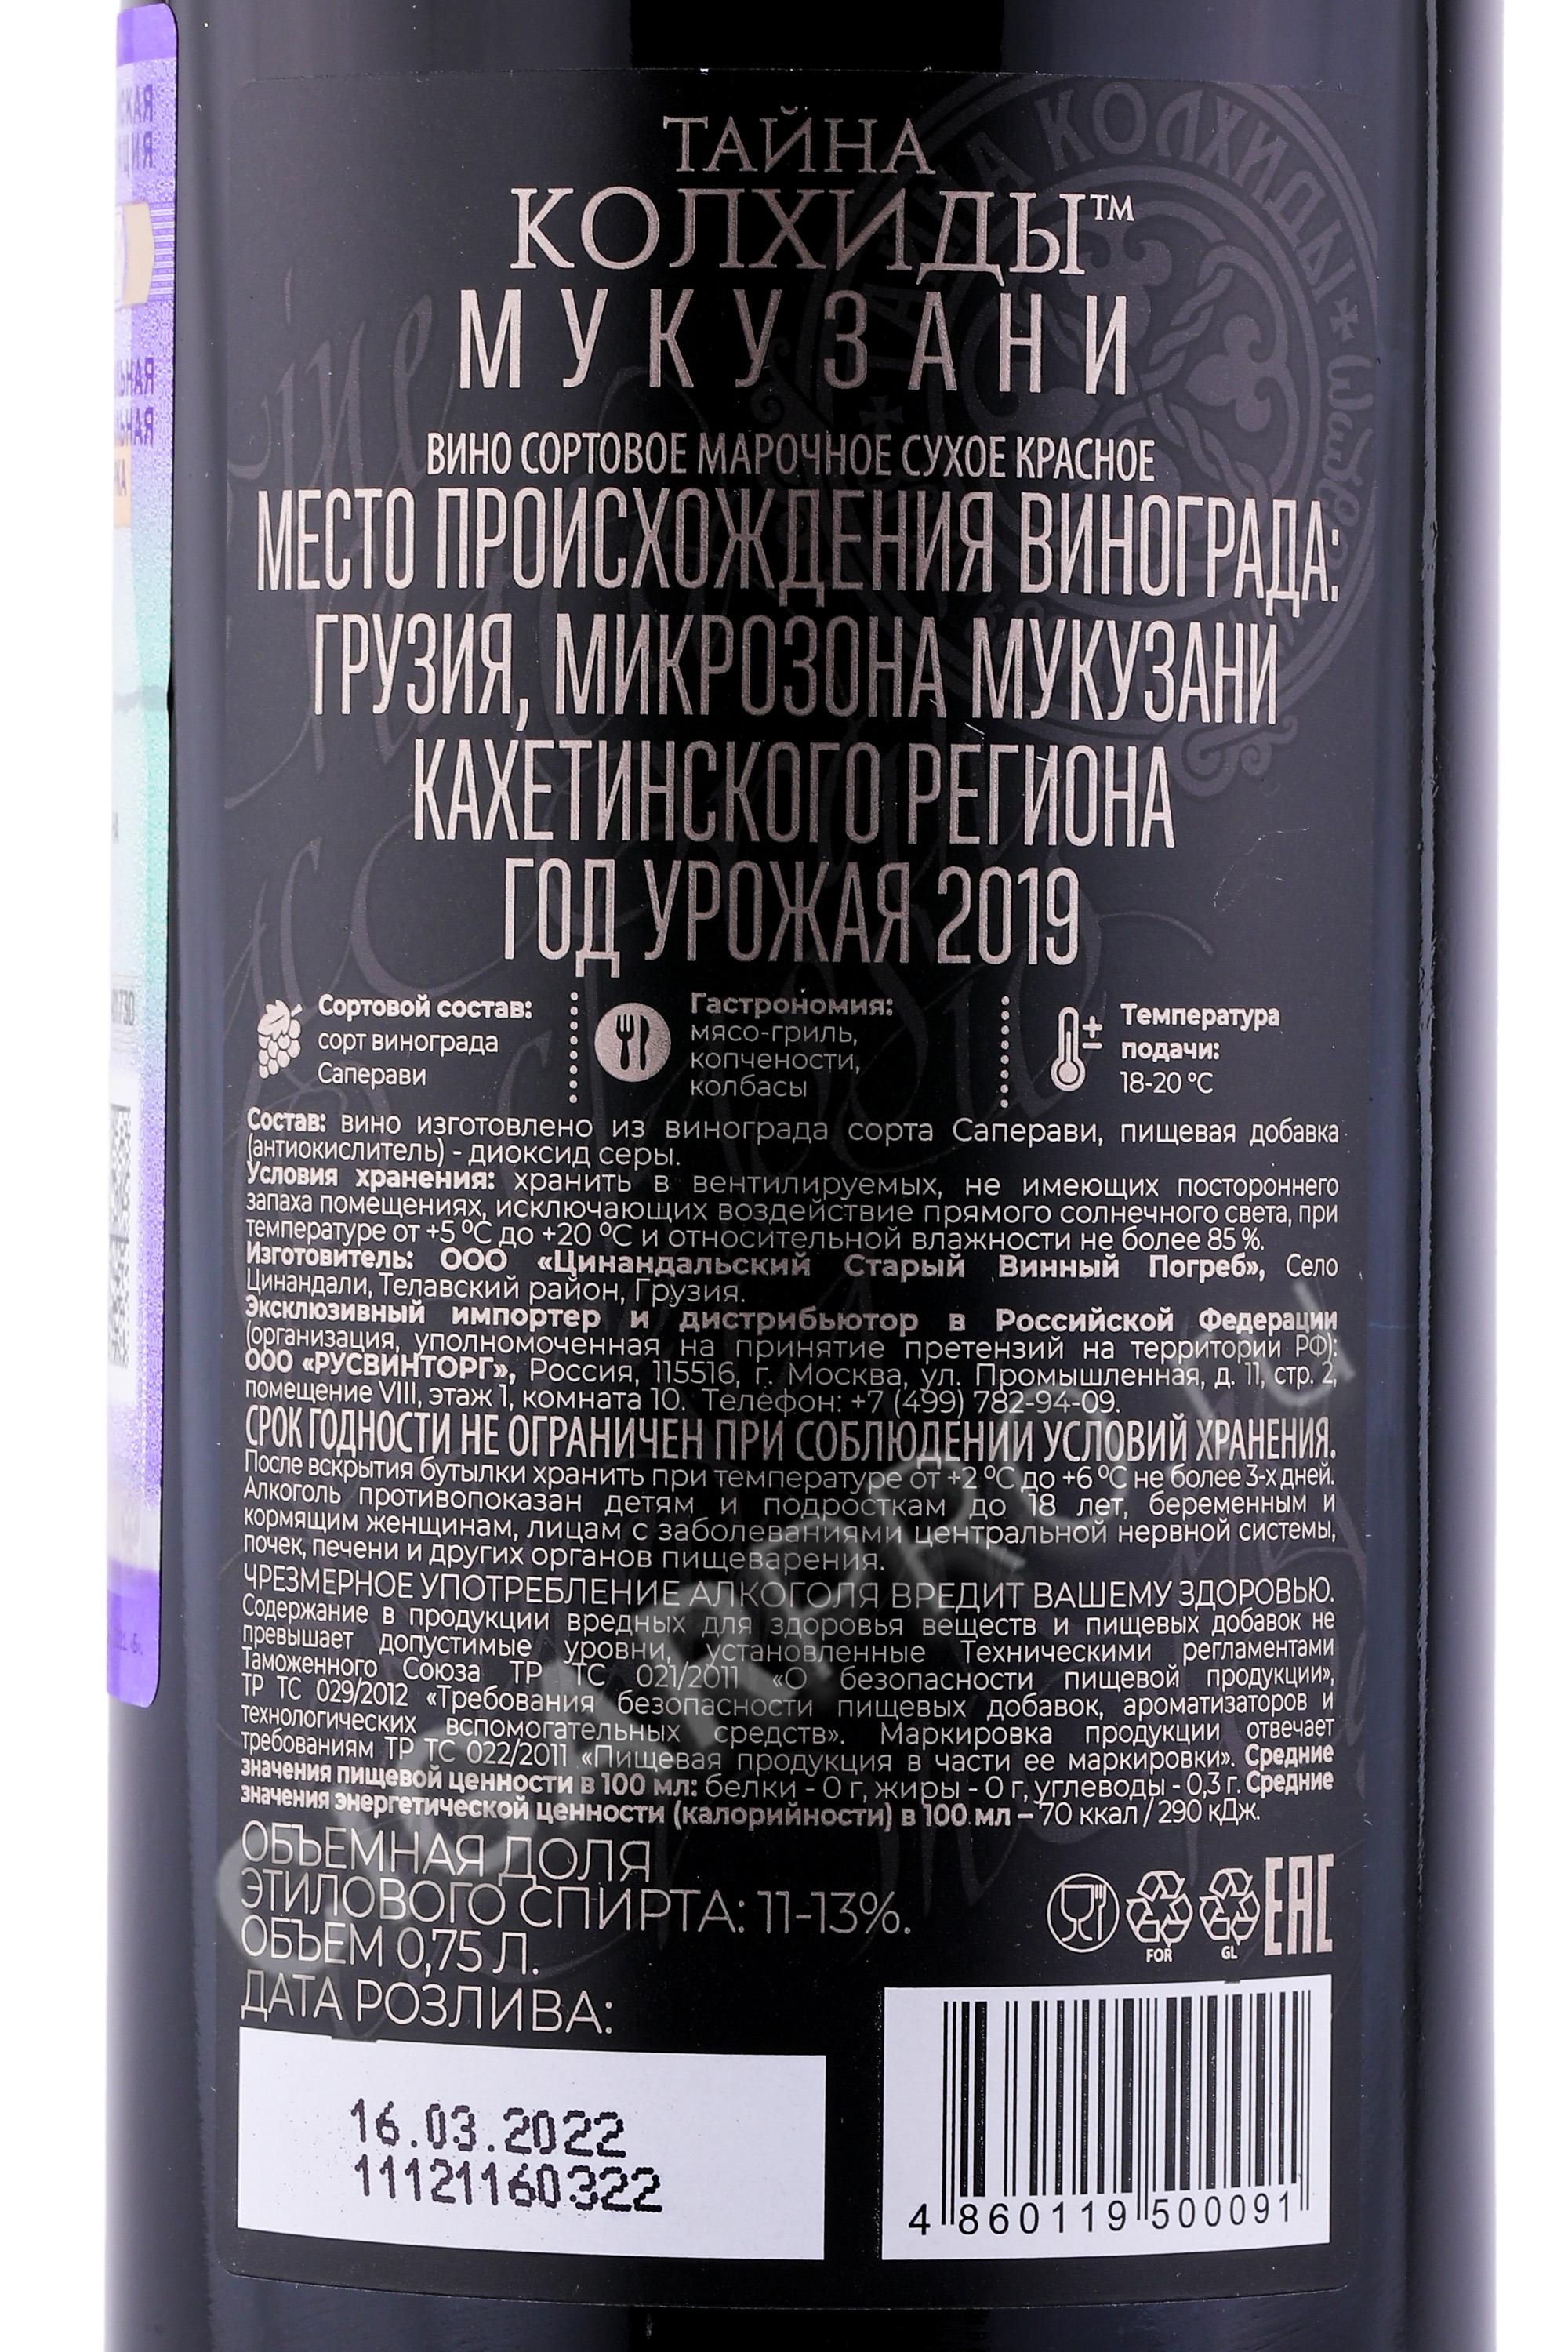 ТАЙНА
КОЛХИДЫ™
МУКУЗАНИ
ВИНО СОРТОВОЕ МАРОЧНОЕ СУХОЕ КРАСНОЕ
МЕСТО ПРОИСХОЖДЕНИЯ ВИНОГРАДА:
ГРУЗИЯ, МИКРОЗОНА МУКУЗАНИ
КАХЕТИНСКОГО РЕГИОНА
ГОД УРОЖАЯ 2019
Сортовой состав:
сорт винограда
Саперави
Гастрономия:
мясо-гриль,
копчености,
колбасы
Температура
подачи:
18-20 °C
Состав: вино изготовлено из винограда сорта Саперави, пищевая добавка
(антиокислитель) - диоксид серы.
Условия хранения: хранить в вентилируемых, не имеющих постороннего
запаха помещениях, исключающих воздействие прямого солнечного света, при
температуре от +5 °C до +20 °C и относительной влажности не более 85 %.
Изготовитель: ООО «Цинандальский Старый Винный Погреб», Село
Цинандали, Телавский район, Грузия.
Эксклюзивный импортер и дистрибьютор в Российской Федерации
(организация, уполномоченная на принятие претензий на территории РФ):
ООО «РУСВИНТОРГ», Россия, 115516, г. Москва, ул. Промышленная, д. 11, стр. 2,
помещение VIII, этаж 1, комната 10. Телефон: +7 (499) 782-94-09.
СРОК ГОДНОСТИ НЕ ОГРАНИЧЕН ПРИ СОБЛЮДЕНИИ УСЛОВИЙ ХРАНЕНИЯ.
После вскрытия бутылки хранить при температуре от +2 °C до +6 °C не более 3-х дней.
Алкоголь противопоказан детям и подросткам до 18 лет, беременным и
кормящим женщинам, лицам с заболеваниями центральной нервной системы,
почек, печени и других органов пищеварения.
ЧРЕЗМЕРНОЕ УПОТРЕБЛЕНИЕ АЛКОГОЛЯ ВРЕДИТ ВАШЕМУ ЗДОРОВЬЮ.
Содержание в продукции вредных для здоровья веществ и пищевых добавок не
превышает допустимые уровни, установленные Техническими регламентами
Таможенного Союза ТР ТС 021/2011 «О безопасности пищевой продукции»,
ТР ТС 029/2012 «Требования безопасности пищевых добавок, ароматизаторов и
технологических вспомогательных средств». Маркировка продукции отвечает
требованиям ТР ТС 022/2011 «Пищевая продукция в части ее маркировки». Средние
значения пищевой ценности в 100 мл: белки - 0 г, жиры - 0 г, углеводы - 0,3 г. Средние
значения энергетической ценности (калорийности) в 100 мл – 70 ккал / 290 кДж.
ОБЪЕМНАЯ ДОЛЯ
ЭТИЛОВОГО СПИРТА: 11-13%.
ОБЪЕМ 0,75 Л.
ДАТА РОЗЛИВА:
FOR
GL
EAC
16.03.2022
11121160322
4 860119 500091